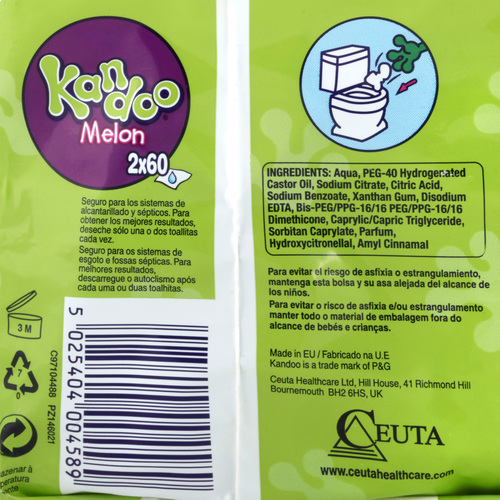 Kandoo
Melon
2x60
Seguro para los sistemas de
alcantarillado y sépticos. Para
obtener los mejores resultados,
deseche sólo una o dos toallitas
cada vez.
Seguro para os sistemas de
esgoto e fossas sépticas. Para
melhores resultados,
descarregue o autoclismo após
cada uma ou duas toalhitas.
3 M
7
0
C97104488 PZ146021
5 025404 004589
azenar à
peratura
INGREDIENTS: Aqua, PEG-40 Hydrogenated
Castor Oil, Sodium Citrate, Citric Acid,
Sodium Benzoate, Xanthan Gum, Disodium
EDTA, Bis-PEG/PPG-16/16 PEG/PPG-16/16
Dimethicone, Caprylic/Capric Triglyceride,
Sorbitan Caprylate, Parfum,
Hydroxycitronellal, Amyl Cinnamal
Para evitar el riesgo de asfixia o estrangulamiento,
mantenga esta bolsa y su asa alejada del alcance de
los niños.
Para evitar o risco de asfixia e/ou estrangulamento
manter todo o material de embalagem fora do
alcance de bebés e crianças.
Made in EU / Fabricado na U.E
Kandoo is a trade mark of P&G
Ceuta Healthcare Ltd, Hill House, 41 Richmond Hill
Bournemouth BH2 6HS, UK
CEUTA
www.ceutahealthcare.com